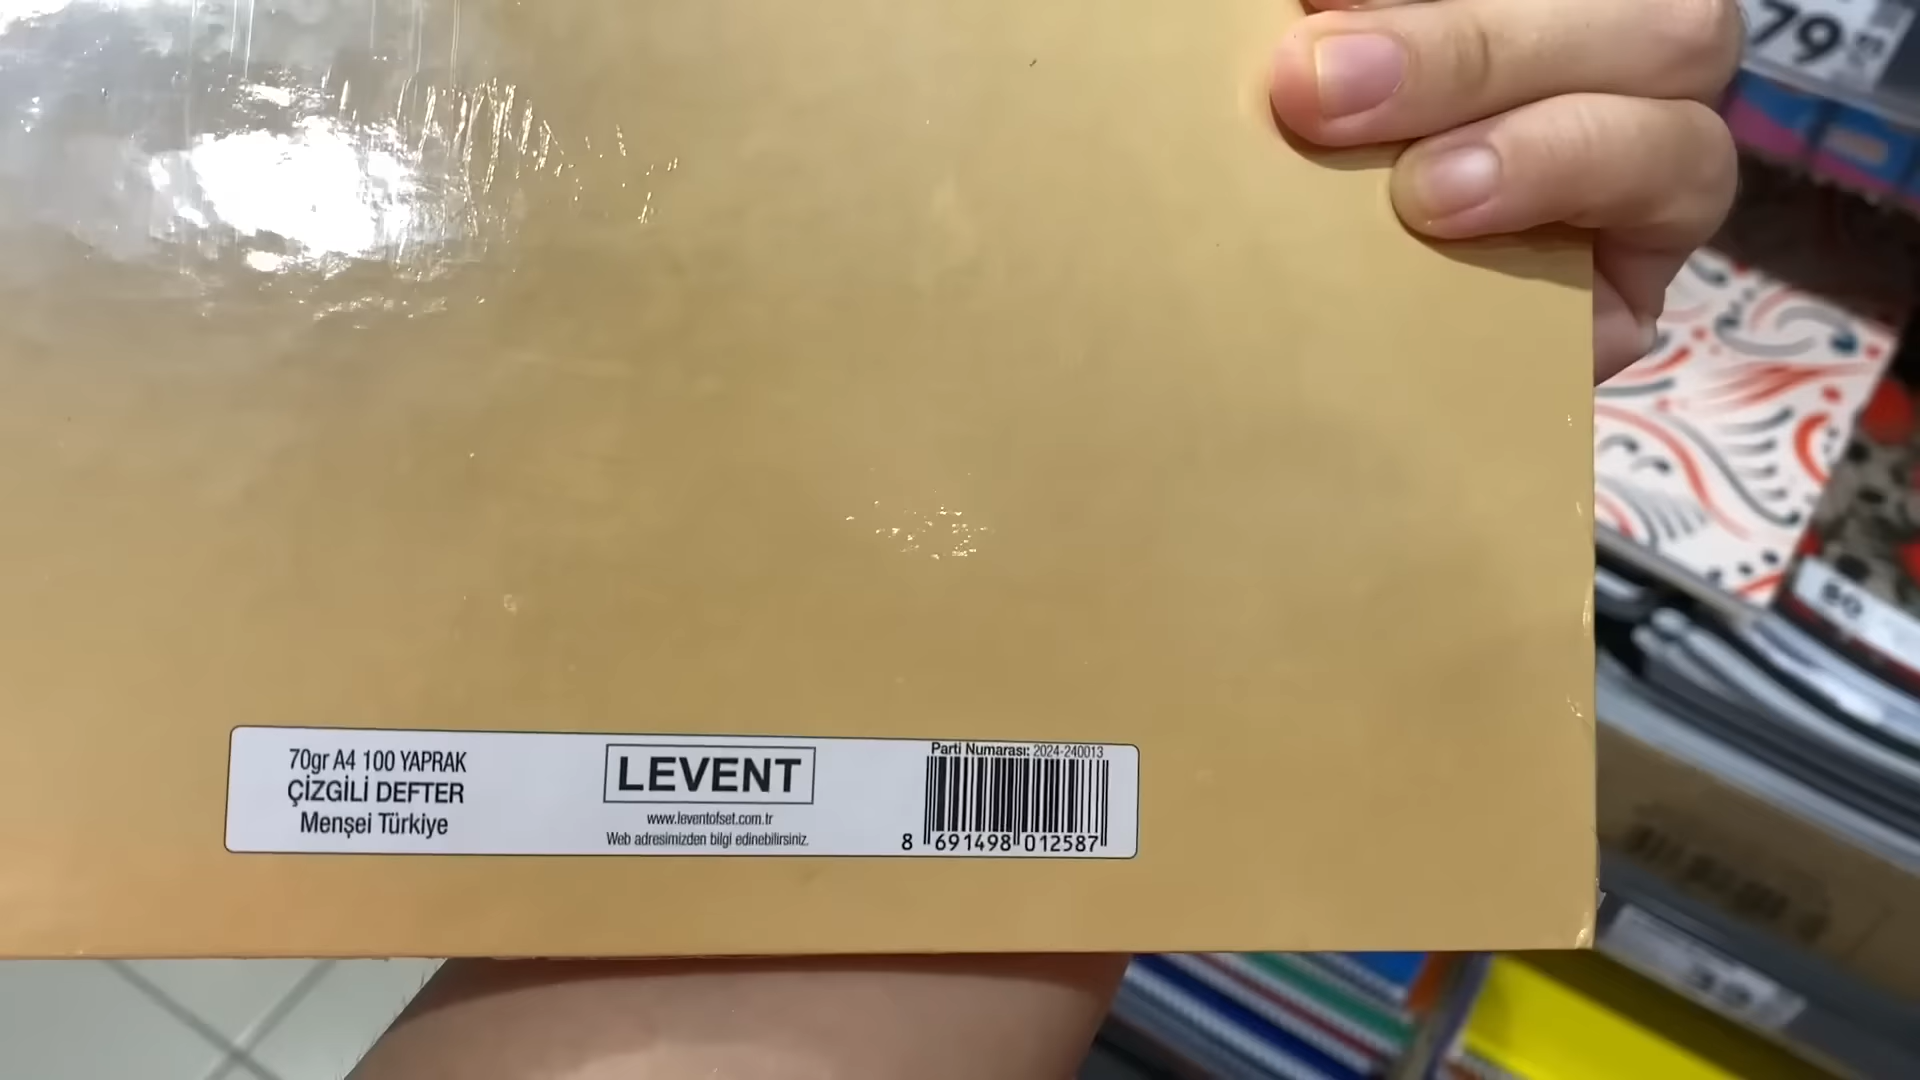 79
70gr A4 100 YAPRAK
ÇİZGİLİ DEFTER
Menşei Türkiye
LEVENT
www.leventofset.com.tr
Web adresimizden bilgi edinebilirsiniz.
Parti Numarası: 2024-240013
8 691498 012587